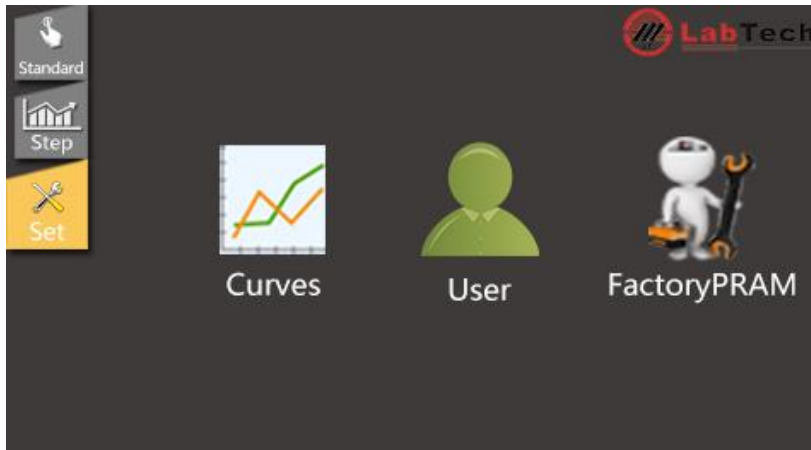 LabTech
Standard
Step
Set
Curves
User
FactoryPRAM